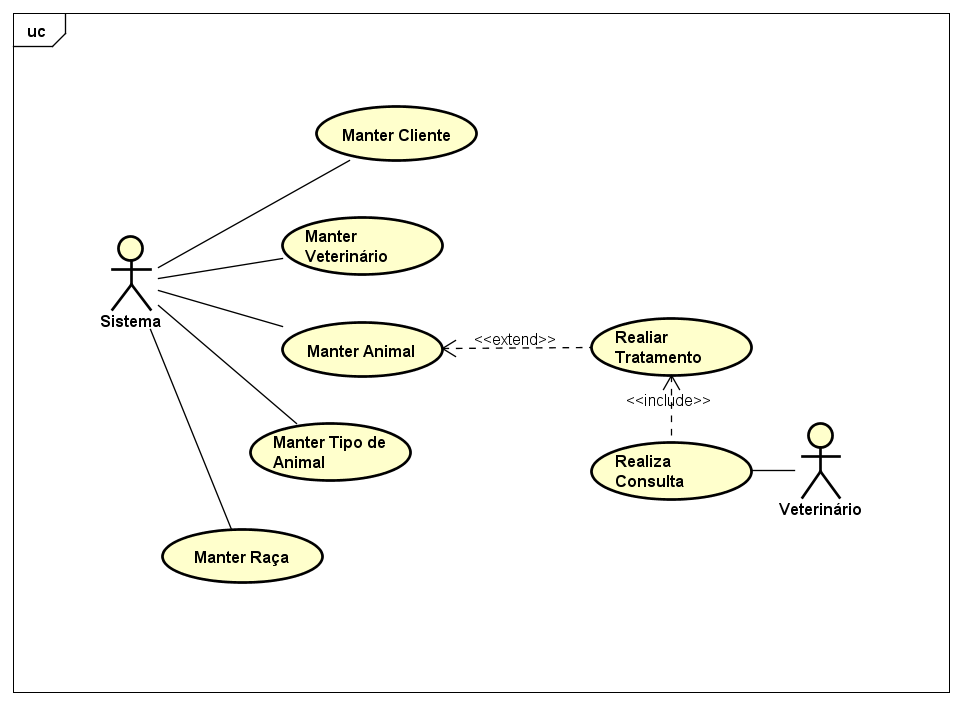 uc
Manter Cliente
Manter
Veterinário
Sistema
Manter Animal
<<extend>>
Realiar
Tratamento
<<include>>
Manter Tipo de
Animal
Realiza
Consulta
Veterinário
Manter Raça